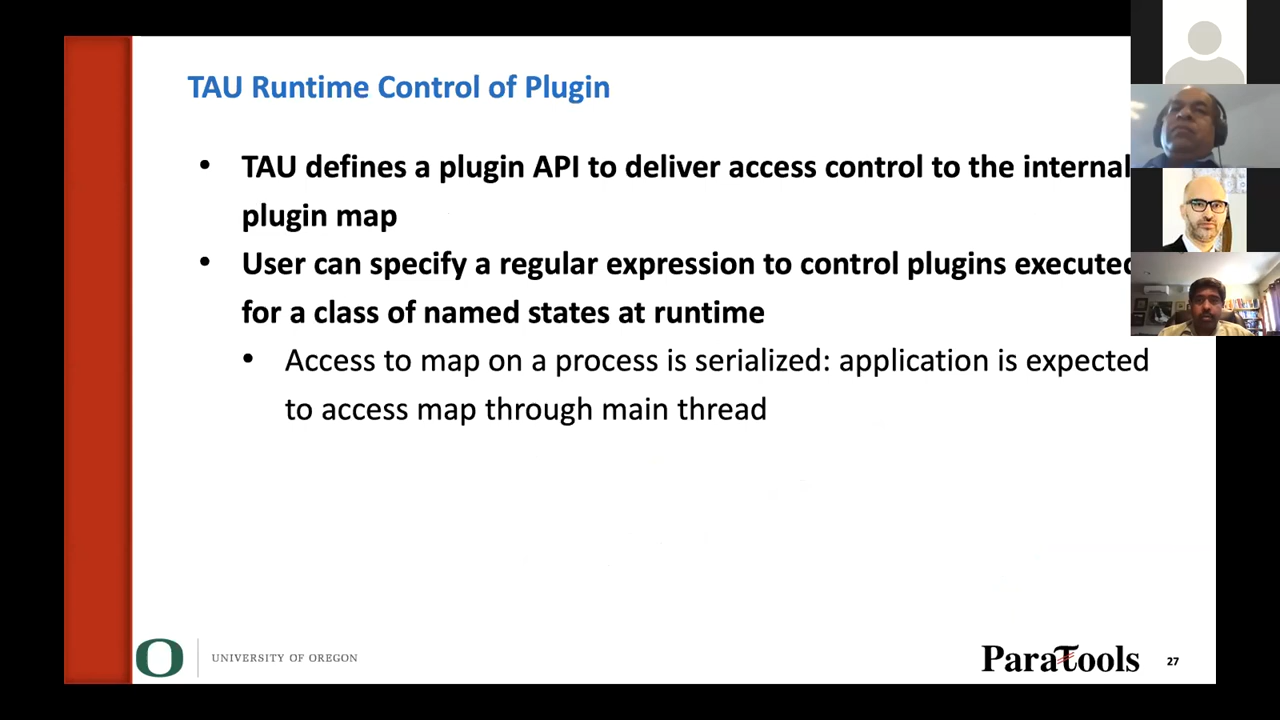 TAU Runtime Control of Plugin
• TAU defines a plugin API to deliver access control to the internal
plugin map
• User can specify a regular expression to control plugins executed
for a class of named states at runtime
• Access to map on a process is serialized: application is expected
to access map through main thread
O UNIVERSITY OF OREGON
ParaTools
27